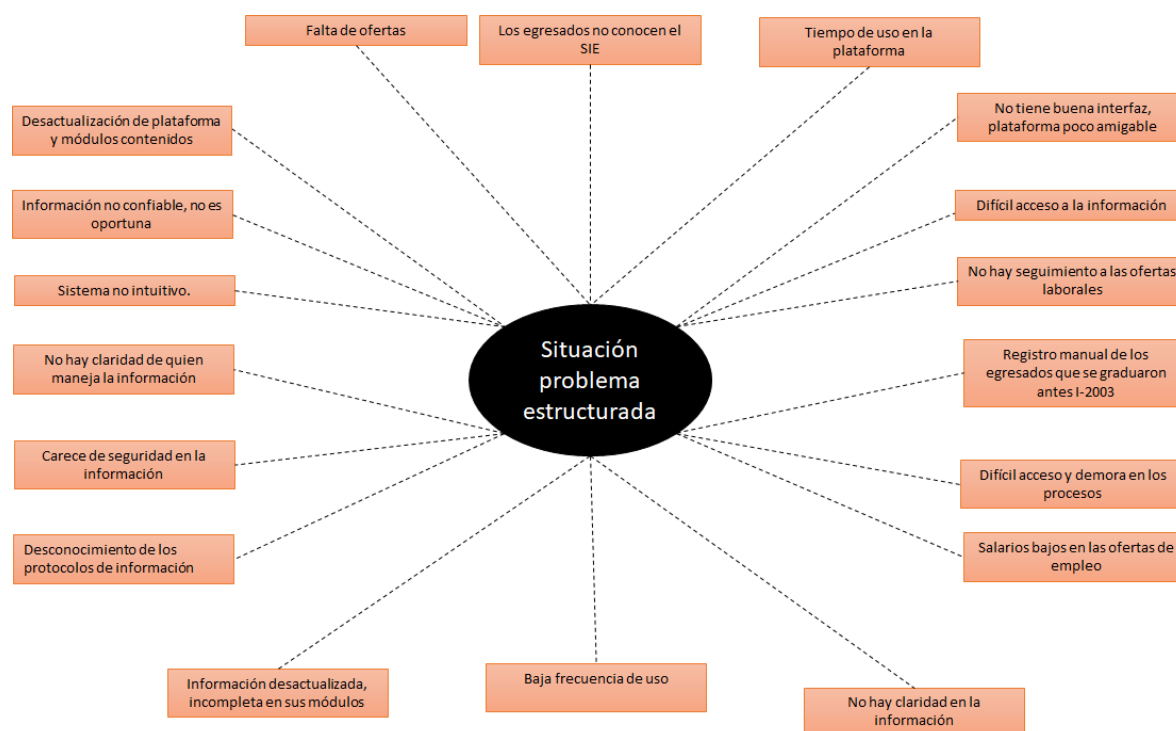 Falta de ofertas
Los egresados no conocen el
SIE
Tiempo de uso en la
plataforma
Desactualización de plataforma
y módulos contenidos
No tiene buena interfaz,
plataforma poco amigable
Información no confiable, no es
oportuna
Difícil acceso a la información
Sistema no intuitivo.
No hay seguimiento a las ofertas
laborales
Situación
problema
estructurada
No hay claridad de quien
maneja la información
Registro manual de los
egresados que se graduaron
antes I-2003
Carece de seguridad en la
información
Difícil acceso y demora en los
procesos
Desconocimiento de los
protocolos de información
Salarios bajos en las ofertas de
empleo
Información desactualizada,
incompleta en sus módulos
Baja frecuencia de uso
No hay claridad en la
información